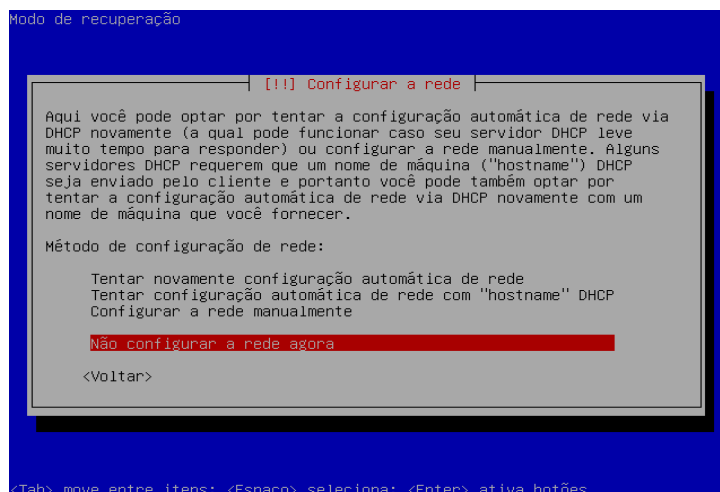 Modo de recuperação
[!!] Configurar a rede
Aqui você pode optar por tentar a configuração automática de rede via
DHCP novamente (a qual pode funcionar caso seu servidor DHCP leve
muito tempo para responder) ou configurar a rede manualmente. Alguns
servidores DHCP requerem que um nome de máquina ("hostname") DHCP
seja enviado pelo cliente e portanto você pode também optar por
tentar a configuração automática de rede via DHCP novamente com um
nome de máquina que você fornecer.
Método de configuração de rede:
Tentar novamente configuração automática de rede
Tentar configuração automática de rede com "hostname" DHCP
Configurar a rede manualmente
Não configurar a rede agora
<Voltar>
<Tab> move entre itens; <Espaço> seleciona; <Enter> ativa botões